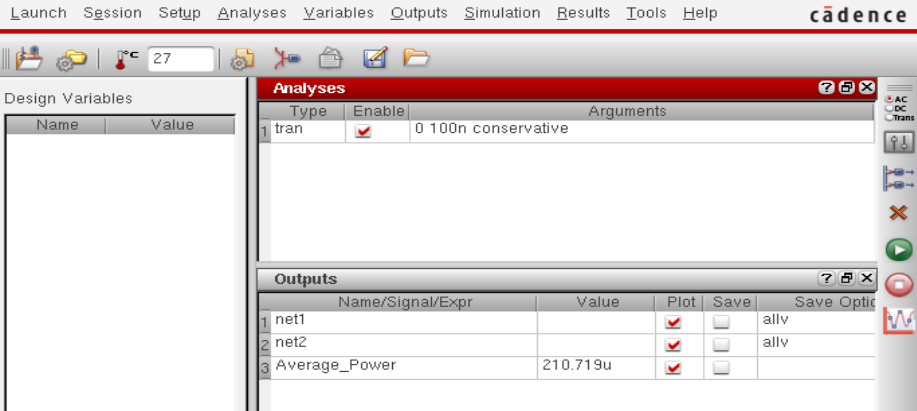 Launch Session Setup Analyses Variables Outputs Simulation Results Tools Help cādence
°C 27
Design Variables
Name Value
Analyses
Type Enable Arguments
1 tran 0 100n conservative
AC
DC
Trans
Outputs
Name/Signal/Expr Value Plot Save Save Optic
1 net1 allv
2 net2 allv
3 Average_Power 210.719u